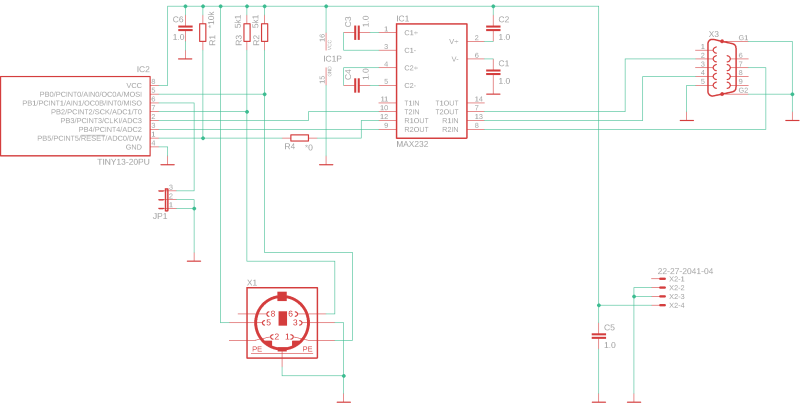 C6
1.0
R1
*10k
R3
5k1
R2
5k1
C3
1.0
IC1
C2
1.0
X3
G1
G2
16
VCC
IC1P
15
GND
C4
1.0
1
3
4
5
11
10
12
9
C1+
C1-
C2+
C2-
T1IN
T2IN
R1OUT
R2OUT
V+
V-
T1OUT
T2OUT
R1IN
R2IN
2
6
14
7
13
8
MAX232
C1
1.0
1
2
3
4
5
6
7
8
9
IC2
VCC
PB0/PCINT0/AIN0/OC0A/MOSI
PB1/PCINT1/AIN1/OC0B/INT0/MISO
PB2/PCINT2/SCK/ADC1/T0
PB3/PCINT3/CLKI/ADC3
PB4/PCINT4/ADC2
PB5/PCINT5/RESET/ADC0/DW
GND
8
5
6
7
2
3
1
4
TINY13-20PU
R4
*0
JP1
3
2
1
X1
8
6
5
3
2
1
PE
PE
22-27-2041-04
X2-1
X2-2
X2-3
X2-4
C5
1.0